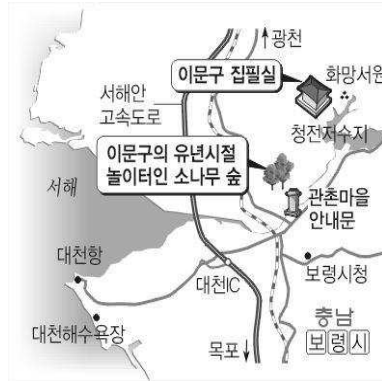 광천
이문구 집필실
화망서원
서해안
고속도로
청전저수지
이문구의 유년시절
놀이터인 소나무 숲
서해
관촌마을
안내문
대천항
보령시청
대천IC
대천해수욕장
충남
보령시
목포